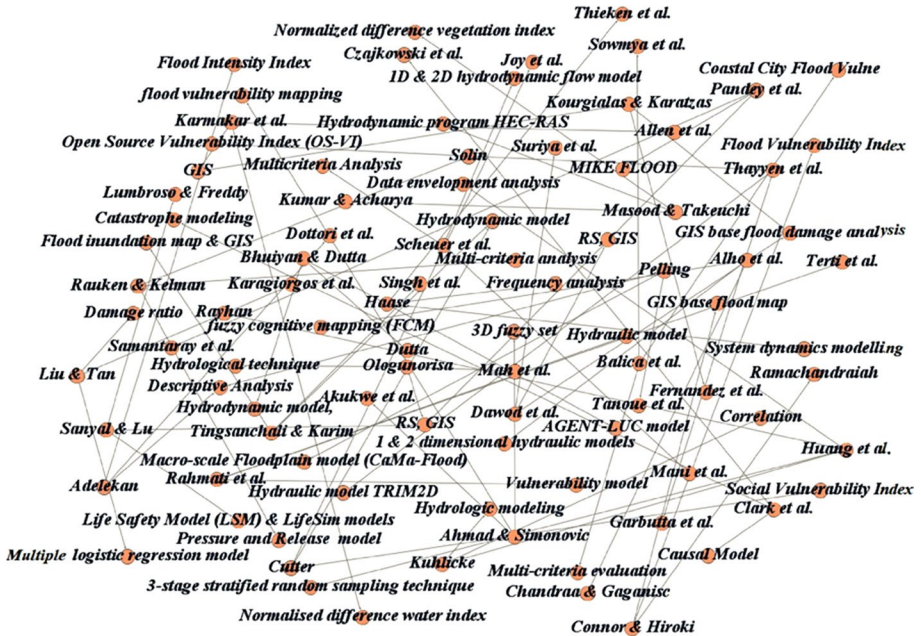 Thieken et al.
Normalized difference vegetation index
Sowmya et al.
Czajkowski et al.
Flood Intensity Index
Joy et al.
Coastal City Flood Vulne
1D & 2D hydrodynamic flow model
Pandey et al.
flood vulnerability mapping
Kourgialas & Karatzas
Karmakar et al.
Hydrodynamic program HEC-RAS
Allen et al.
Open Source Vulnerability Index (OS-VI)
Suriya et al.
Flood Vulnerability Index
Solin
GIS
Multicriteria Analysis
MIKE FLOOD
Thayyen et al.
Data envelopment analysis
Lumbroso & Freddy
Kumar & Acharya
Masood & Takeuchi
Catastrophe modeling
Hydrodynamic model
Flood inundation map & GIS
Dottori et al.
Scheuer et al.
RS, GIS
GIS base flood damage analysis
Bhuiyan & Dutta
Multi-criteria analysis
Alho et al.
Terti et al.
Pelling
Rauken & Kelman
Karagiorgos et al.
Singh et al.
Frequency analysis
Haase
GIS base flood map
Damage ratio
Rayhan
fuzzy cognitive mapping (FCM)
3D fuzzy set
Hydraulic model
Samantaray et al.
Dutta
System dynamics modelling
Hydrological technique
Ologunorisa
Mah et al.
Balica et al.
Liu & Tan
Ramachandraiah
Descriptive Analysis
Fernandez et al.
Akukwe et al.
Hydrodynamic model,
Dawod et al.
Tanoue et al.
Correlation
Sanyal & Lu
Tingsanchali & Karim
RS, GIS
AGENT-LUC model
1 & 2 dimensional hydraulic models
Huang et al.
Macro-scale Floodplain model (CaMa-Flood)
Mani et al.
Adelekan
Rahmati et al.
Hydraulic model TRIM2D
Vulnerability model
Social Vulnerability Index
Hydrologic modeling
Clark et al.
Life Safety Model (LSM) & LifeSim models
Garbutta et al.
Pressure and Release model
Ahmad & Simonovic
Multiple logistic regression model
Causal Model
Cutter
Kuhlicke
Multi-criteria evaluation
3-stage stratified random sampling technique
Chandraa & Gaganisc
Normalised difference water index
Connor & Hiroki